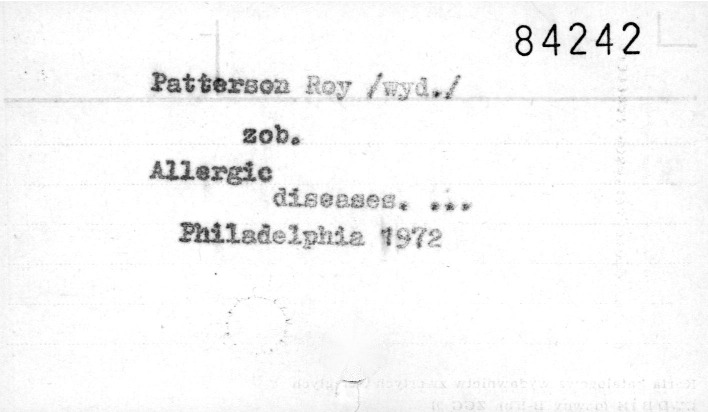 84242
Patterson Roy /wyd./
zob.
Allergic
diseases. ...
Philadelphia 1972